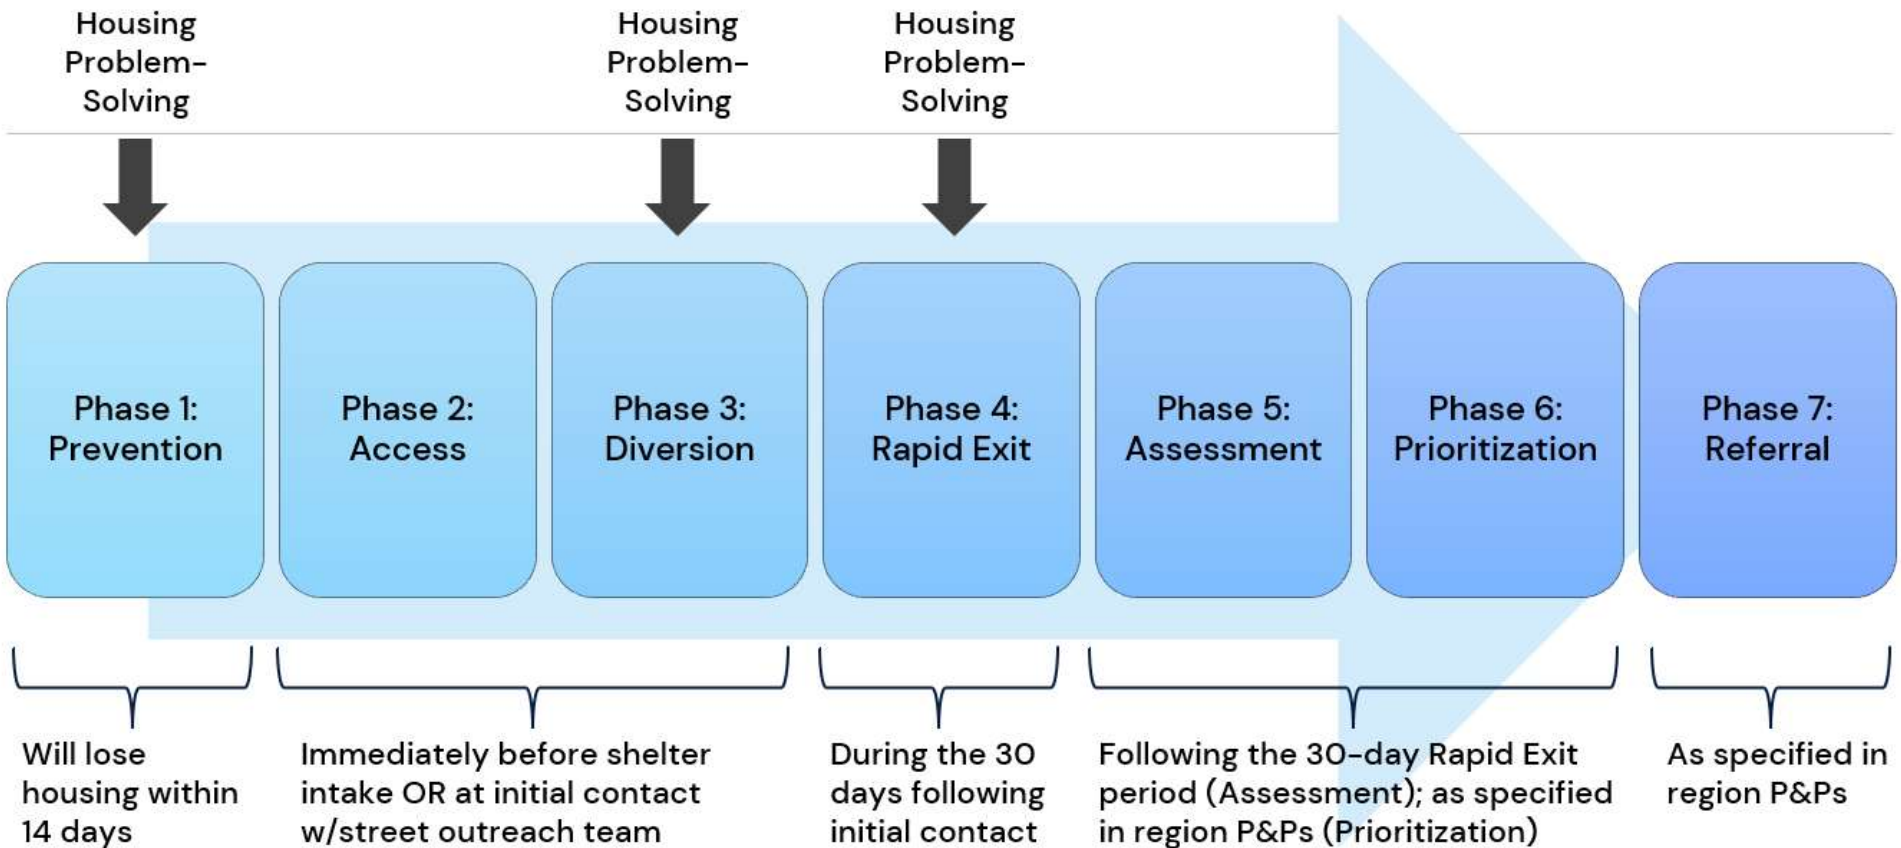 Housing
Problem-
Solving
Housing
Problem-
Solving
Housing
Problem-
Solving
Phase 1:
Prevention
Phase 2:
Access
Phase 3:
Diversion
Phase 4:
Rapid Exit
Phase 5:
Assessment
Phase 6:
Prioritization
Phase 7:
Referral
Will lose
housing within
14 days
Immediately before shelter
intake OR at initial contact
w/street outreach team
During the 30
days following
initial contact
Following the 30-day Rapid Exit
period (Assessment); as specified
in region P&Ps (Prioritization)
As specified in
region P&Ps